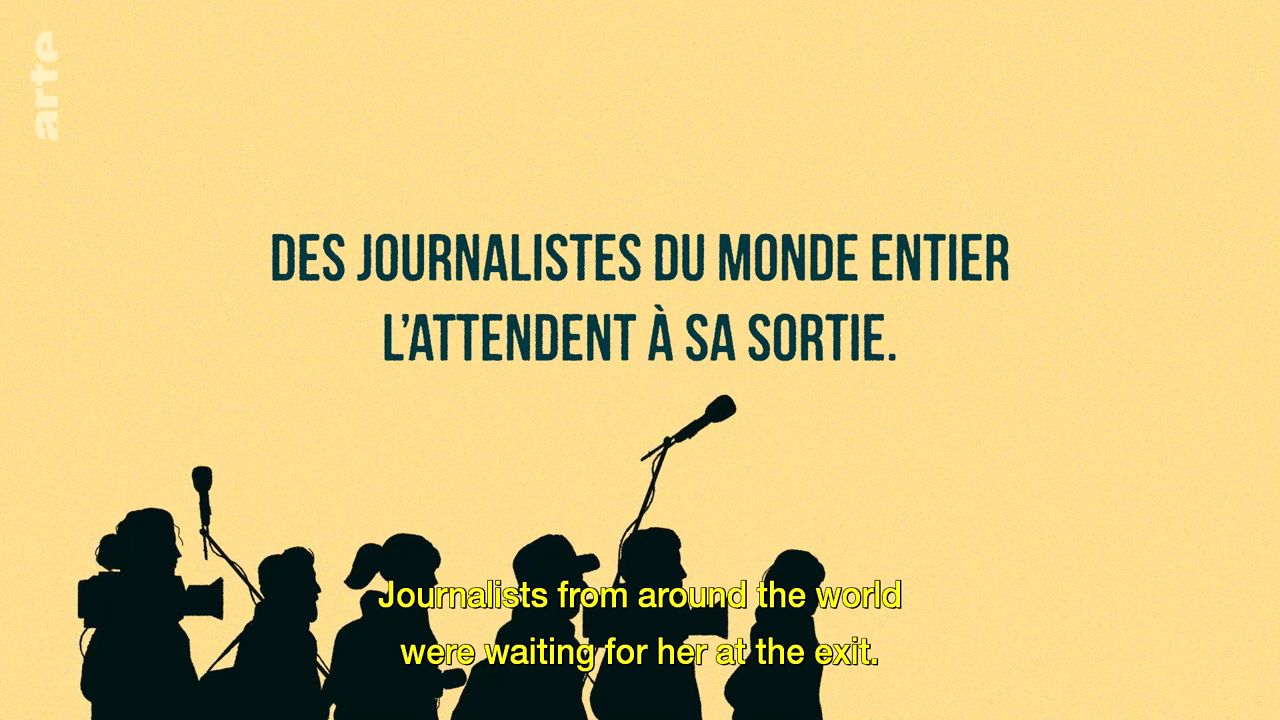 arte
DES JOURNALISTES DU MONDE ENTIER
L'ATTENDENT À SA SORTIE.
Journalists from around the world
were waiting for her at the exit.